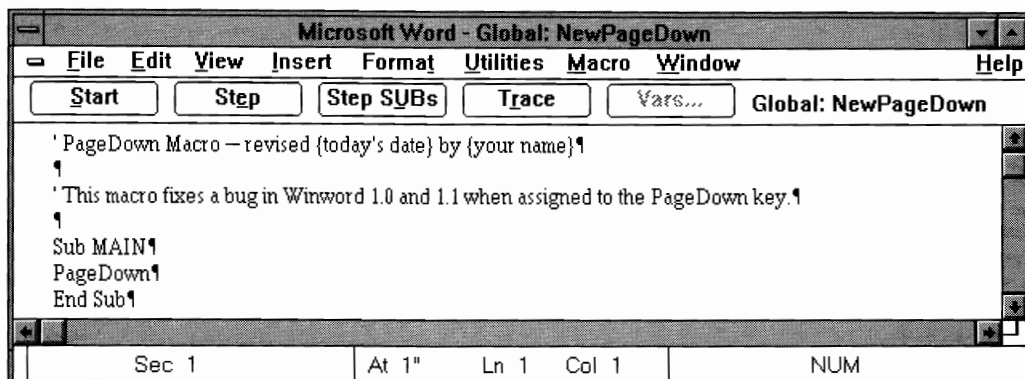 Microsoft Word - Global: NewPageDown
File Edit View Insert Format Utilities Macro Window Help
Start Step Step SUBs Trace Vars... Global: NewPageDown
' PageDown Macro — revised {today's date} by {your name}¶
¶
' This macro fixes a bug in Winword 1.0 and 1.1 when assigned to the PageDown key.¶
¶
Sub MAIN¶
PageDown¶
End Sub¶
Sec 1 At 1" Ln 1 Col 1 NUM